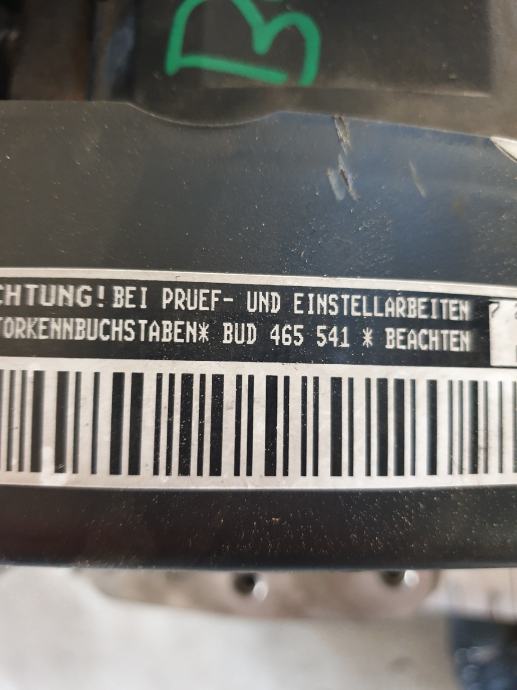 B
CHTUNG! BEI PRUEF- UND EINSTELLARBEITEN
TORKENNBUCHSTABEN* BUD 465 541 * BEACHTEN